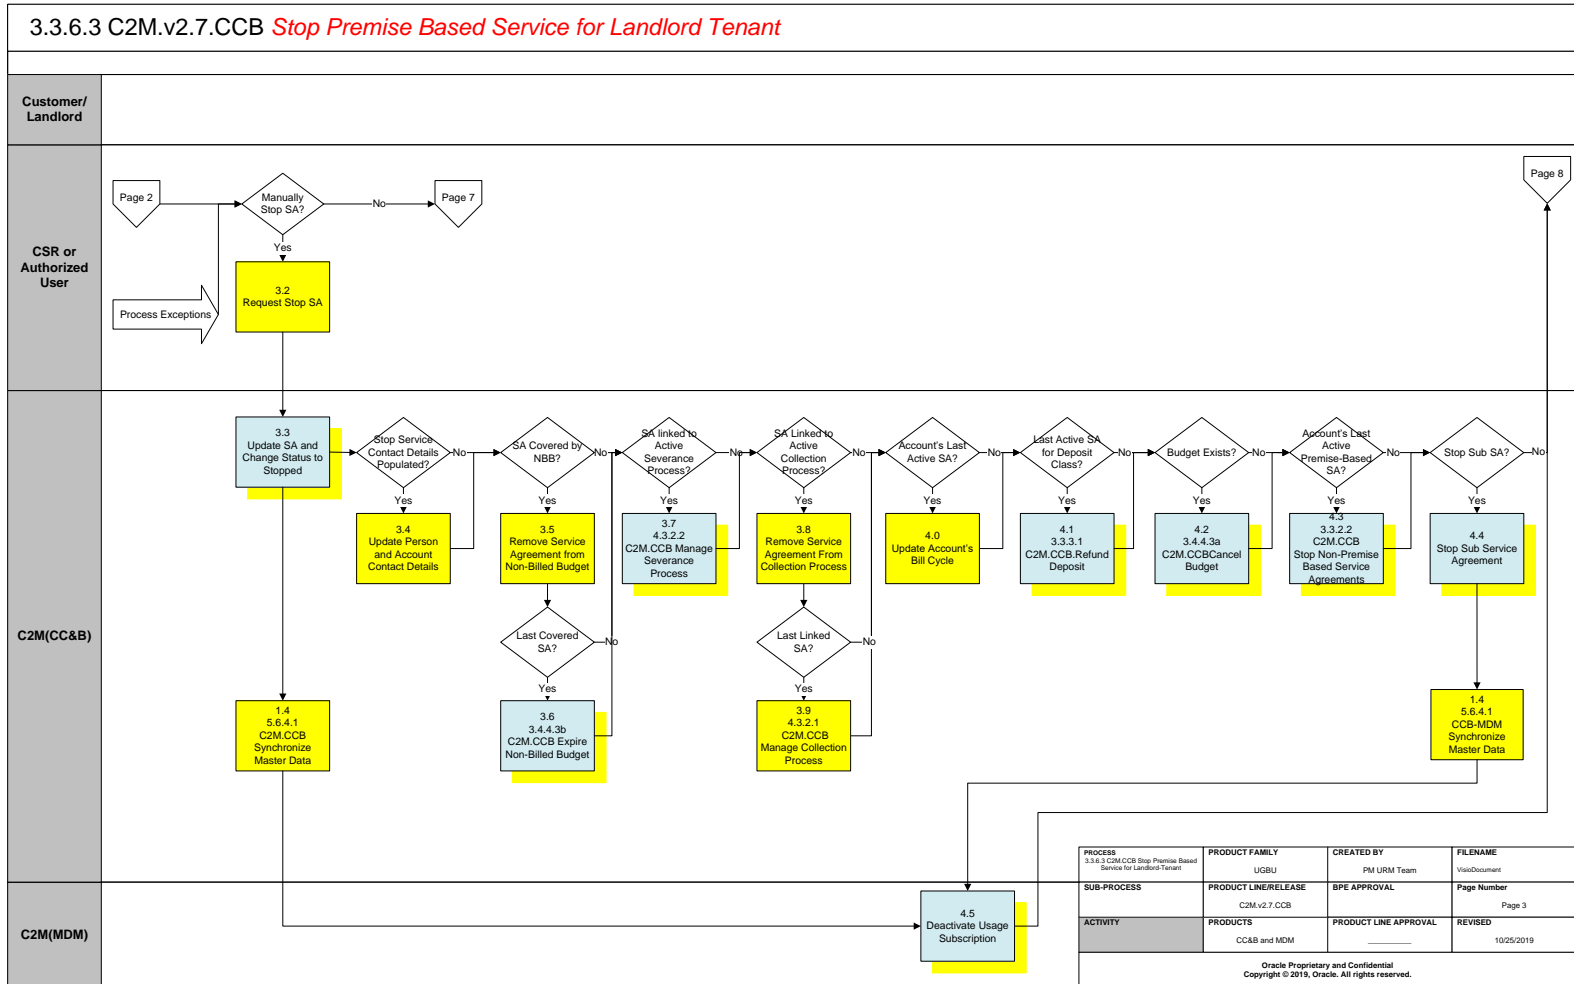 3.3.6.3 C2M.v2.7.CCB Stop Premise Based Service for Landlord Tenant
Customer/
Landlord
CSR or
Authorized
User
Page 2
Manually
Stop SA?
No
Page 7
Page 8
Yes
3.2
Request Stop SA
Process Exceptions
C2M(CC&B)
3.3
Update SA and
Change Status to
Stopped
Stop Service
Contact Details
Populated?
No
SA Covered by
NBB?
No
SA linked to
Active
Severance
Process?
No
SA Linked to
Active
Collection
Process?
No
Account's Last
Active SA?
No
Last Active SA
for Deposit
Class?
No
Budget Exists?
No
Account's Last
Active
Premise-Based
SA?
No
Stop Sub SA?
No
Yes
Yes
Yes
Yes
Yes
Yes
Yes
Yes
Yes
3.4
Update Person
and Account
Contact Details
3.5
Remove Service
Agreement from
Non-Billed Budget
3.7
4.3.2.2
C2M.CCB Manage
Severance
Process
3.8
Remove Service
Agreement From
Collection Process
4.0
Update Account's
Bill Cycle
4.1
3.3.3.1
C2M.CCB.Refund
Deposit
4.2
3.4.4.3a
C2M.CCBCancel
Budget
4.3
3.3.2.2
C2M.CCB
Stop Non-Premise
Based Service
Agreements
4.4
Stop Sub Service
Agreement
Last Covered
SA?
No
Last Linked
SA?
No
Yes
Yes
1.4
5.6.4.1
C2M.CCB
Synchronize
Master Data
3.6
3.4.4.3b
C2M.CCB Expire
Non-Billed Budget
3.9
4.3.2.1
C2M.CCB
Manage Collection
Process
1.4
5.6.4.1
CCB-MDM
Synchronize
Master Data
C2M(MDM)
4.5
Deactivate Usage
Subscription
PROCESS
3.3.6.3 C2M.CCB Stop Premise Based
Service for Landlord-Tenant
PRODUCT FAMILY
UGBU
CREATED BY
PM URM Team
FILENAME
VisioDocument
SUB-PROCESS
PRODUCT LINE/RELEASE
C2M.v2.7.CCB
BPE APPROVAL
Page Number
Page 3
ACTIVITY
PRODUCTS
CC&B and MDM
PRODUCT LINE APPROVAL
__________
REVISED
10/25/2019
Oracle Proprietary and Confidential
Copyright © 2019, Oracle. All rights reserved.